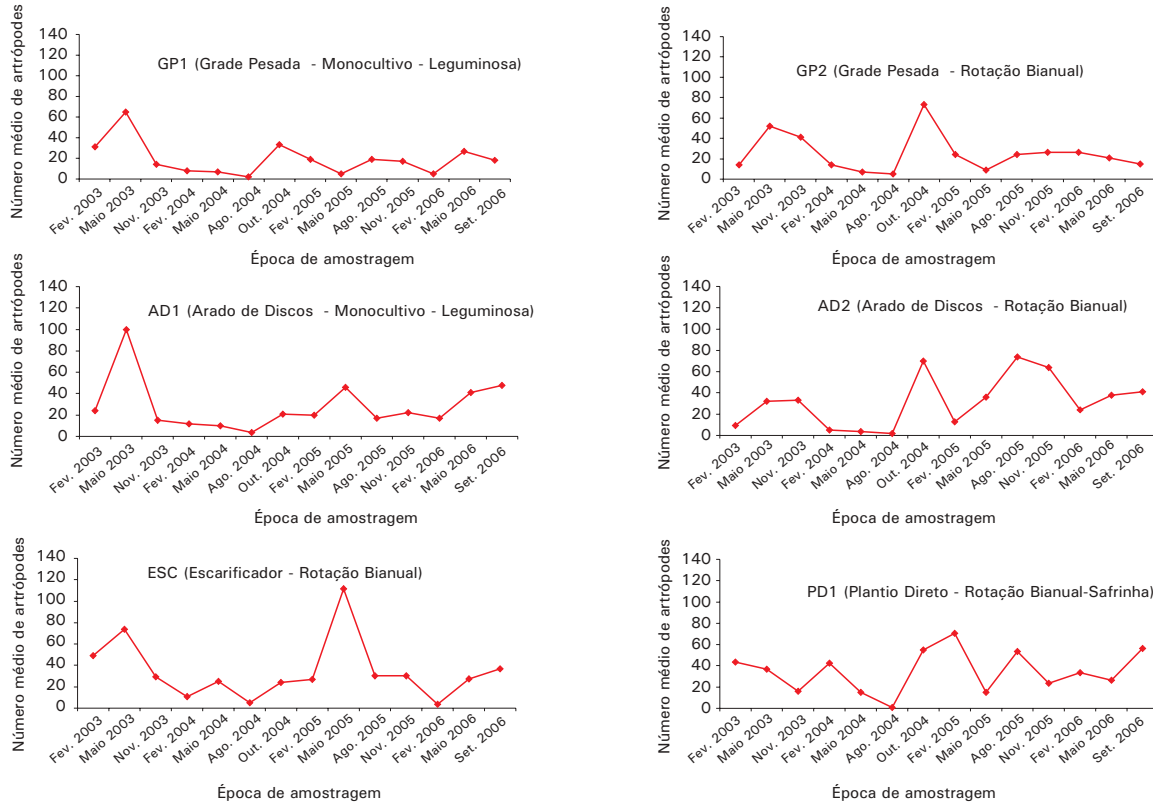 Número médio de artrópodes
140
120
100
80
60
40
20
0
GP1 (Grade Pesada - Monocultivo - Leguminosa)
Fev. 2003
Maio 2003
Nov. 2003
Fev. 2004
Maio 2004
Ago. 2004
Out. 2004
Fev. 2005
Maio 2005
Ago. 2005
Nov. 2005
Fev. 2006
Maio 2006
Set. 2006
Época de amostragem
Número médio de artrópodes
140
120
100
80
60
40
20
0
GP2 (Grade Pesada - Rotação Bianual)
Fev. 2003
Maio 2003
Nov. 2003
Fev. 2004
Maio 2004
Ago. 2004
Out. 2004
Fev. 2005
Maio 2005
Ago. 2005
Nov. 2005
Fev. 2006
Maio 2006
Set. 2006
Época de amostragem
Número médio de artrópodes
140
120
100
80
60
40
20
0
AD1 (Arado de Discos - Monocultivo - Leguminosa)
Fev. 2003
Maio 2003
Nov. 2003
Fev. 2004
Maio 2004
Ago. 2004
Out. 2004
Fev. 2005
Maio 2005
Ago. 2005
Nov. 2005
Fev. 2006
Maio 2006
Set. 2006
Época de amostragem
Número médio de artrópodes
140
120
100
80
60
40
20
0
AD2 (Arado de Discos - Rotação Bianual)
Fev. 2003
Maio 2003
Nov. 2003
Fev. 2004
Maio 2004
Ago. 2004
Out. 2004
Fev. 2005
Maio 2005
Ago. 2005
Nov. 2005
Fev. 2006
Maio 2006
Set. 2006
Época de amostragem
Número médio de artrópodes
140
120
100
80
60
40
20
0
ESC (Escarificador - Rotação Bianual)
Fev. 2003
Maio 2003
Nov. 2003
Fev. 2004
Maio 2004
Ago. 2004
Out. 2004
Fev. 2005
Maio 2005
Ago. 2005
Nov. 2005
Fev. 2006
Maio 2006
Set. 2006
Época de amostragem
Número médio de artrópodes
140
120
100
80
60
40
20
0
PD1 (Plantio Direto - Rotação Bianual-Safrinha)
Fev. 2003
Maio 2003
Nov. 2003
Fev. 2004
Maio 2004
Ago. 2004
Out. 2004
Fev. 2005
Maio 2005
Ago. 2005
Nov. 2005
Fev. 2006
Maio 2006
Set. 2006
Época de amostragem